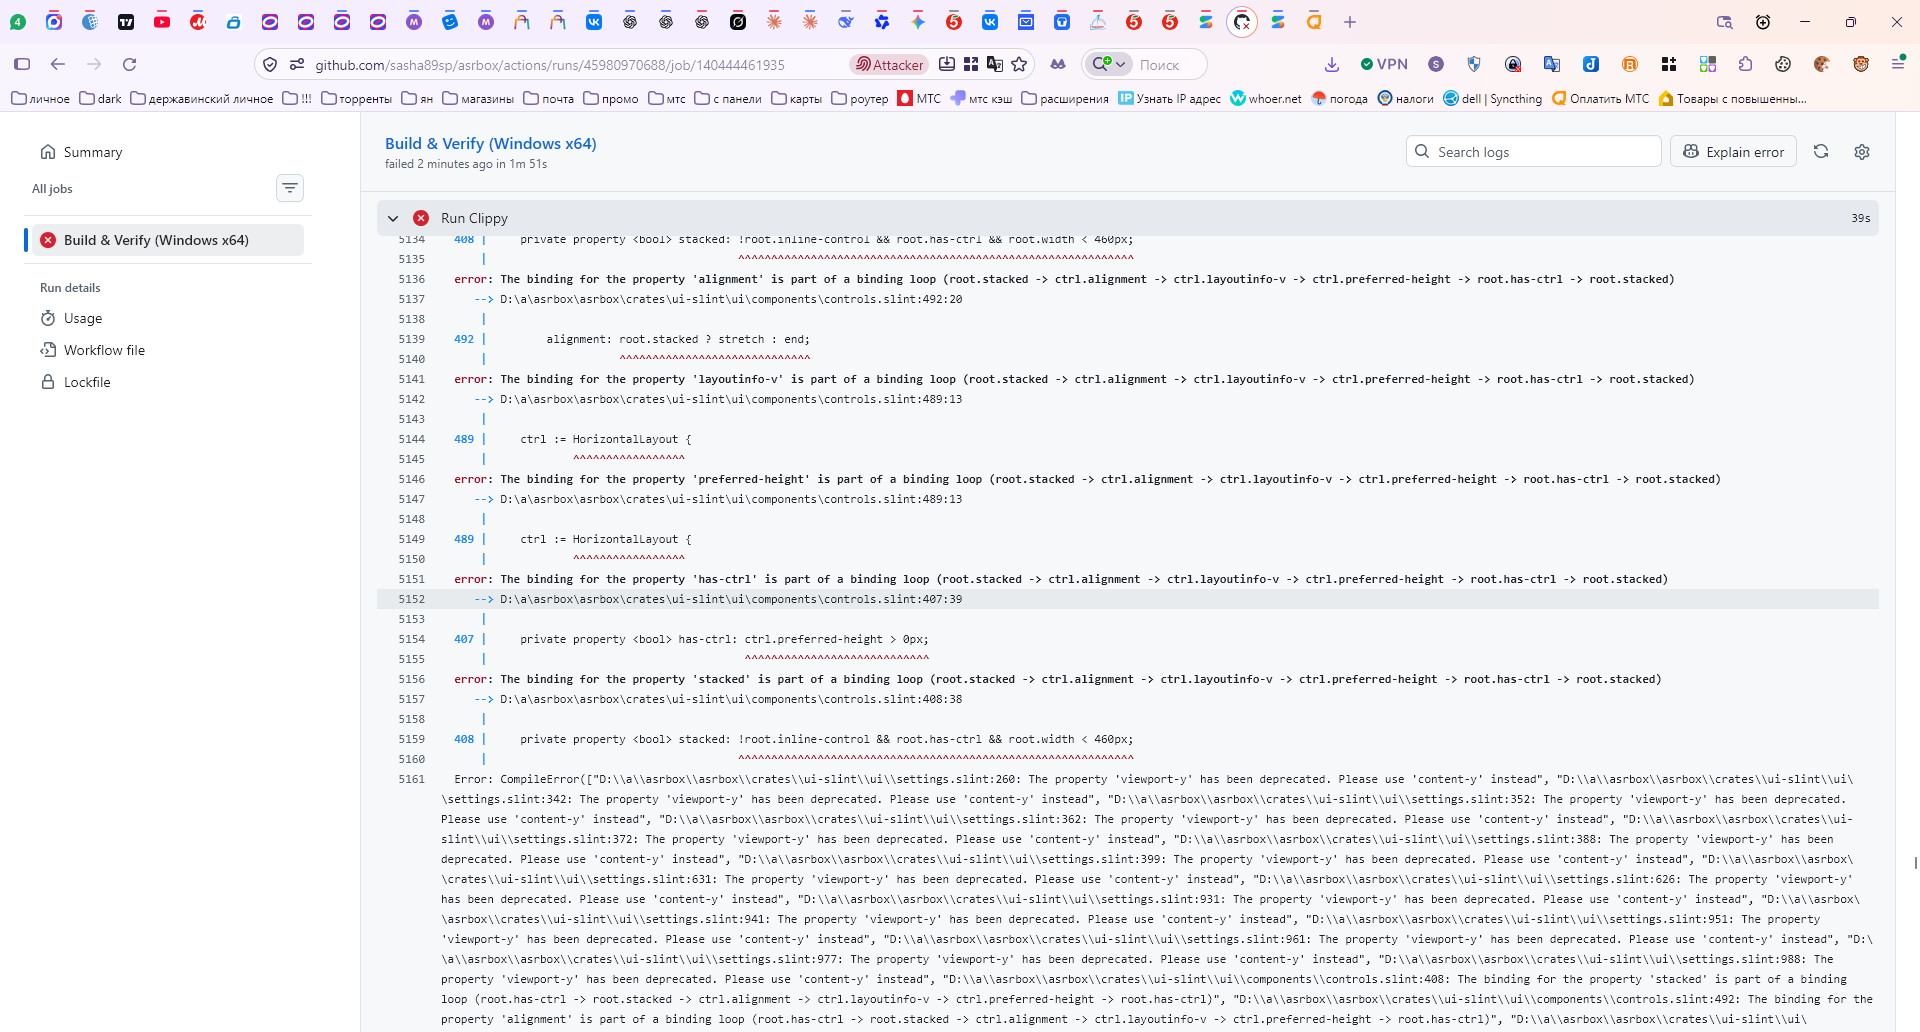 github.com/sasha89sp/asrbox/actions/runs/45980970688/job/140444461935
Attacker
Поиск
VPN
личное
dark
державинский личное
!!!
торренты
ян
магазины
почта
промо
мтс
с панели
карты
роутер
МТС
мтс кэш
расширения
Узнать IP адрес
whoer.net
погода
налоги
dell | Syncthing
Оплатить МТС
Товары с повышенны...
Summary
All jobs
Build & Verify (Windows x64)
Run details
Usage
Workflow file
Lockfile
Build & Verify (Windows x64)
failed 2 minutes ago in 1m 51s
Search logs
Explain error
Run Clippy
39s
5134 408 | private property <bool> stacked: !root.inline-control && root.has-ctrl && root.width < 460px;
5135 | ^^^^^^^^^^^^^^^^^^^^^^^^^^^^^^^^^^^^^^^^^^^^^^^^^^^^^^^^^^^^
5136 error: The binding for the property 'alignment' is part of a binding loop (root.stacked -> ctrl.alignment -> ctrl.layoutinfo-v -> ctrl.preferred-height -> root.has-ctrl -> root.stacked)
5137 --> D:\a\asrbox\asrbox\crates\ui-slint\ui\components\controls.slint:492:20
5138 |
5139 492 | alignment: root.stacked ? stretch : end;
5140 | ^^^^^^^^^^^^^^^^^^^^^^^^^^^^^
5141 error: The binding for the property 'layoutinfo-v' is part of a binding loop (root.stacked -> ctrl.alignment -> ctrl.layoutinfo-v -> ctrl.preferred-height -> root.has-ctrl -> root.stacked)
5142 --> D:\a\asrbox\asrbox\crates\ui-slint\ui\components\controls.slint:489:13
5143 |
5144 489 | ctrl := HorizontalLayout {
5145 | ^^^^^^^^^^^^^^^^^
5146 error: The binding for the property 'preferred-height' is part of a binding loop (root.stacked -> ctrl.alignment -> ctrl.layoutinfo-v -> ctrl.preferred-height -> root.has-ctrl -> root.stacked)
5147 --> D:\a\asrbox\asrbox\crates\ui-slint\ui\components\controls.slint:489:13
5148 |
5149 489 | ctrl := HorizontalLayout {
5150 | ^^^^^^^^^^^^^^^^^
5151 error: The binding for the property 'has-ctrl' is part of a binding loop (root.stacked -> ctrl.alignment -> ctrl.layoutinfo-v -> ctrl.preferred-height -> root.has-ctrl -> root.stacked)
5152 --> D:\a\asrbox\asrbox\crates\ui-slint\ui\components\controls.slint:407:39
5153 |
5154 407 | private property <bool> has-ctrl: ctrl.preferred-height > 0px;
5155 | ^^^^^^^^^^^^^^^^^^^^^^^^^^^^
5156 error: The binding for the property 'stacked' is part of a binding loop (root.stacked -> ctrl.alignment -> ctrl.layoutinfo-v -> ctrl.preferred-height -> root.has-ctrl -> root.stacked)
5157 --> D:\a\asrbox\asrbox\crates\ui-slint\ui\components\controls.slint:408:38
5158 |
5159 408 | private property <bool> stacked: !root.inline-control && root.has-ctrl && root.width < 460px;
5160 | ^^^^^^^^^^^^^^^^^^^^^^^^^^^^^^^^^^^^^^^^^^^^^^^^^^^^^^^^^^^^
5161 Error: CompileError(["D:\\a\\asrbox\\asrbox\\crates\\ui-slint\\ui\\settings.slint:260: The property 'viewport-y' has been deprecated. Please use 'content-y' instead", "D:\\a\\asrbox\\asrbox\\crates\\ui-slint\\ui\
\settings.slint:342: The property 'viewport-y' has been deprecated. Please use 'content-y' instead", "D:\\a\\asrbox\\asrbox\\crates\\ui-slint\\ui\\settings.slint:352: The property 'viewport-y' has been deprecated.
Please use 'content-y' instead", "D:\\a\\asrbox\\asrbox\\crates\\ui-slint\\ui\\settings.slint:362: The property 'viewport-y' has been deprecated. Please use 'content-y' instead", "D:\\a\\asrbox\\asrbox\\crates\\ui-
slint\\ui\\settings.slint:372: The property 'viewport-y' has been deprecated. Please use 'content-y' instead", "D:\\a\\asrbox\\asrbox\\crates\\ui-slint\\ui\\settings.slint:388: The property 'viewport-y' has been
deprecated. Please use 'content-y' instead", "D:\\a\\asrbox\\asrbox\\crates\\ui-slint\\ui\\settings.slint:399: The property 'viewport-y' has been deprecated. Please use 'content-y' instead", "D:\\a\\asrbox\\asrbox\
\crates\\ui-slint\\ui\\settings.slint:631: The property 'viewport-y' has been deprecated. Please use 'content-y' instead", "D:\\a\\asrbox\\asrbox\\crates\\ui-slint\\ui\\settings.slint:626: The property 'viewport-y'
has been deprecated. Please use 'content-y' instead", "D:\\a\\asrbox\\asrbox\\crates\\ui-slint\\ui\\settings.slint:931: The property 'viewport-y' has been deprecated. Please use 'content-y' instead", "D:\\a\\asrbox\
\asrbox\\crates\\ui-slint\\ui\\settings.slint:941: The property 'viewport-y' has been deprecated. Please use 'content-y' instead", "D:\\a\\asrbox\\asrbox\\crates\\ui-slint\\ui\\settings.slint:951: The property
'viewport-y' has been deprecated. Please use 'content-y' instead", "D:\\a\\asrbox\\asrbox\\crates\\ui-slint\\ui\\settings.slint:961: The property 'viewport-y' has been deprecated. Please use 'content-y' instead", "D:\
\a\\asrbox\\asrbox\\crates\\ui-slint\\ui\\settings.slint:977: The property 'viewport-y' has been deprecated. Please use 'content-y' instead", "D:\\a\\asrbox\\asrbox\\crates\\ui-slint\\ui\\settings.slint:988: The
property 'viewport-y' has been deprecated. Please use 'content-y' instead", "D:\\a\\asrbox\\asrbox\\crates\\ui-slint\\ui\\components\\controls.slint:408: The binding for the property 'stacked' is part of a binding
loop (root.has-ctrl -> root.stacked -> ctrl.alignment -> ctrl.layoutinfo-v -> ctrl.preferred-height -> root.has-ctrl)", "D:\\a\\asrbox\\asrbox\\crates\\ui-slint\\ui\\components\\controls.slint:492: The binding for the
property 'alignment' is part of a binding loop (root.has-ctrl -> root.stacked -> ctrl.alignment -> ctrl.layoutinfo-v -> ctrl.preferred-height -> root.has-ctrl)", "D:\\a\\asrbox\\asrbox\\crates\\ui-slint\\ui\